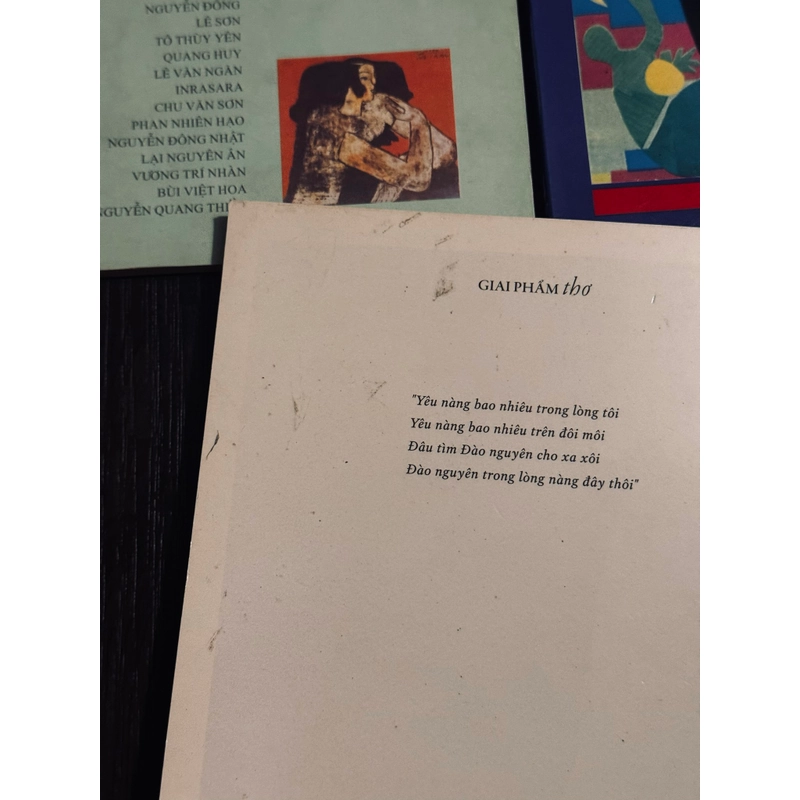 NGUYỄN ĐÔNG
LÊ SƠN
TÔ THÙY YÊN
QUANG HUY
LÊ VĂN NGĂN
INRASARA
CHU VĂN SƠN
PHAN NHIÊN HẠO
NGUYỄN ĐÔNG NHẬT
LẠI NGUYÊN ÂN
VƯƠNG TRÍ NHÀN
BÙI VIỆT HOA
NGUYỄN QUANG
GIAI PHẨM thơ
"Yêu nàng bao nhiêu trong lòng tôi
Yêu nàng bao nhiêu trên đôi môi
Đâu tìm Đào nguyên cho xa xôi
Đào nguyên trong lòng nàng đây thôi"